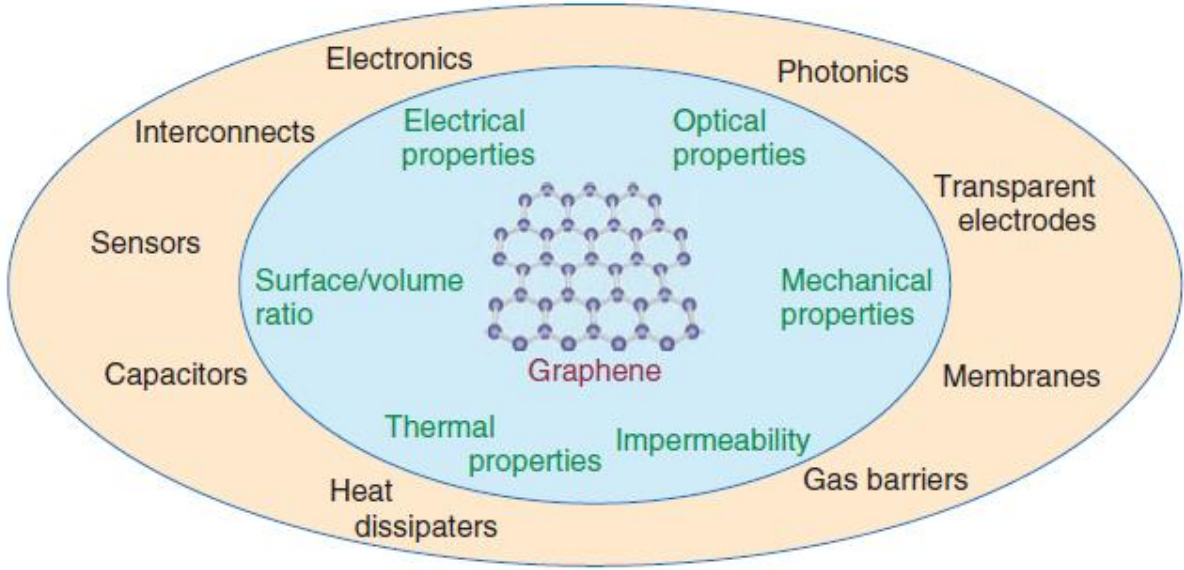 Electronics
Photonics
Interconnects
Electrical
properties
Optical
properties
Transparent
electrodes
Sensors
Surface/volume
ratio
Mechanical
properties
Graphene
Capacitors
Membranes
Thermal
properties
Impermeability
Heat
dissipaters
Gas barriers